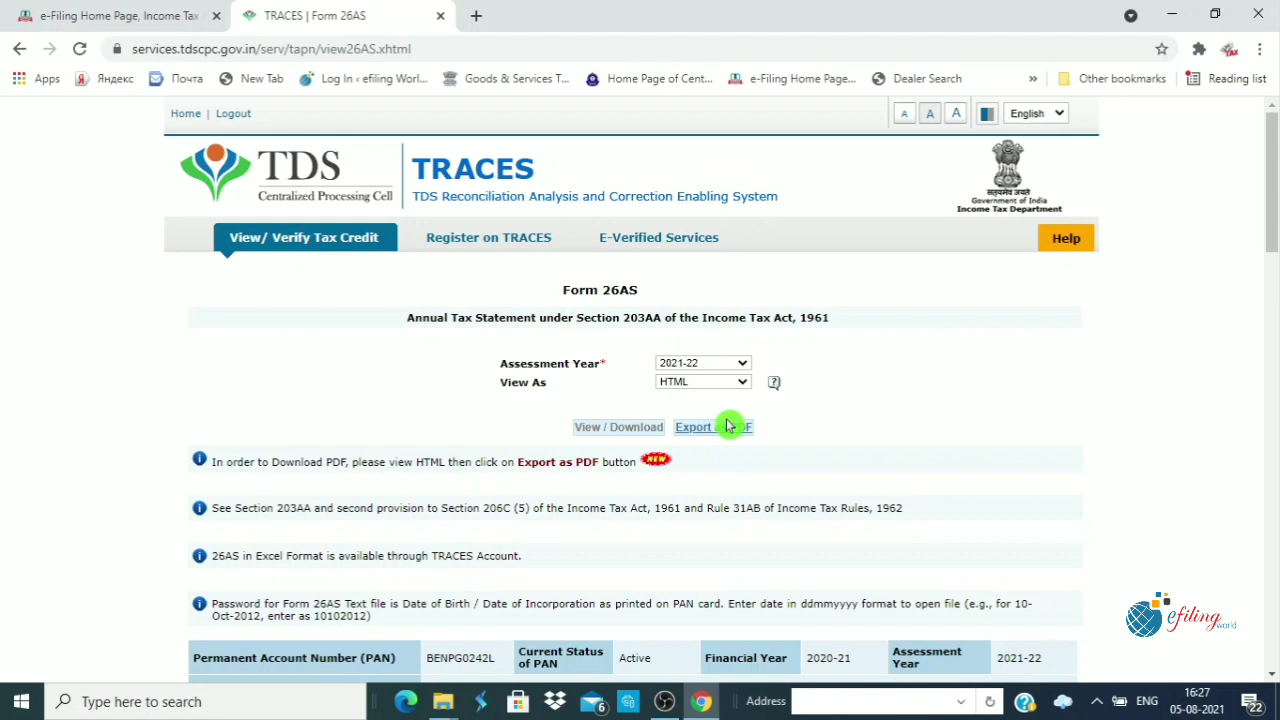 e-Filing Home Page, Income Tax
TRACES | Form 26AS
services.tdscpc.gov.in/serv/tapn/view26AS.xhtml
Apps
Яндекс
Почта
New Tab
Log In ‹ efiling Worl...
Goods & Services T...
Home Page of Cent...
e-Filing Home Page...
Dealer Search
»
Other bookmarks
Reading list
Home | Logout
A A A
English
TDS
Centralized Processing Cell
TRACES
TDS Reconciliation Analysis and Correction Enabling System
सत्यमेव जयते
Government of India
Income Tax Department
View/ Verify Tax Credit
Register on TRACES
E-Verified Services
Help
Form 26AS
Annual Tax Statement under Section 203AA of the Income Tax Act, 1961
Assessment Year* 2021-22
View As HTML ?
View / Download Export as PDF
In order to Download PDF, please view HTML then click on Export as PDF button NEW
See Section 203AA and second provision to Section 206C (5) of the Income Tax Act, 1961 and Rule 31AB of Income Tax Rules, 1962
26AS in Excel Format is available through TRACES Account.
Password for Form 26AS Text file is Date of Birth / Date of Incorporation as printed on PAN card. Enter date in ddmmyyyy format to open file (e.g., for 10-
Oct-2012, enter as 10102012)
efiling world
Permanent Account Number (PAN) BENPG0242L Current Status of PAN Active Financial Year 2020-21 Assessment Year 2021-22
Type here to search
6
Address
ENG
16:27
05-08-2021
22